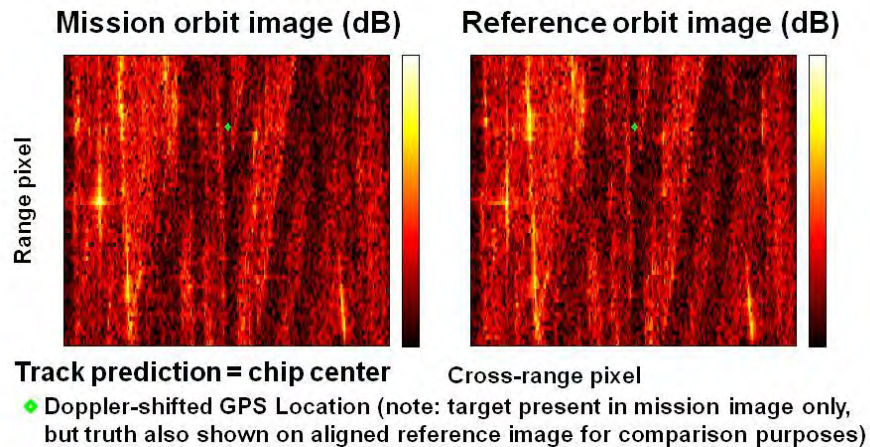 Mission orbit image (dB)
Reference orbit image (dB)
Range pixel
Track prediction = chip center
Cross-range pixel
Doppler-shifted GPS Location (note: target present in mission image only,
but truth also shown on aligned reference image for comparison purposes)